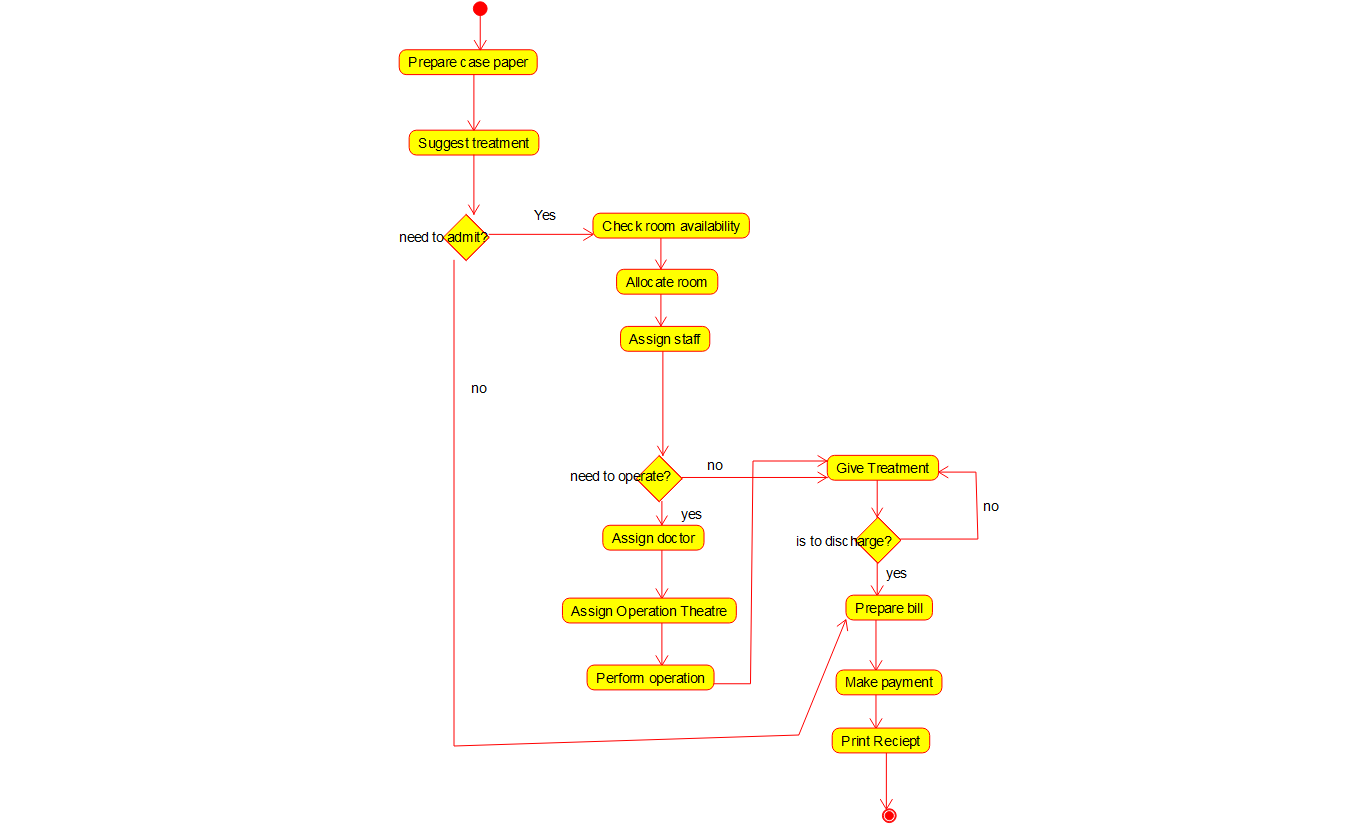 Prepare case paper
Suggest treatment
need to admit?
Yes
Check room availability
Allocate room
Assign staff
no
need to operate?
no
Give Treatment
no
yes
Assign doctor
is to discharge?
yes
Assign Operation Theatre
Prepare bill
Perform operation
Make payment
Print Reciept